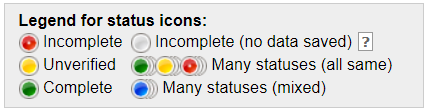 Legend for status icons:
Incomplete Incomplete (no data saved) ?
Unverified Many statuses (all same)
Complete Many statuses (mixed)